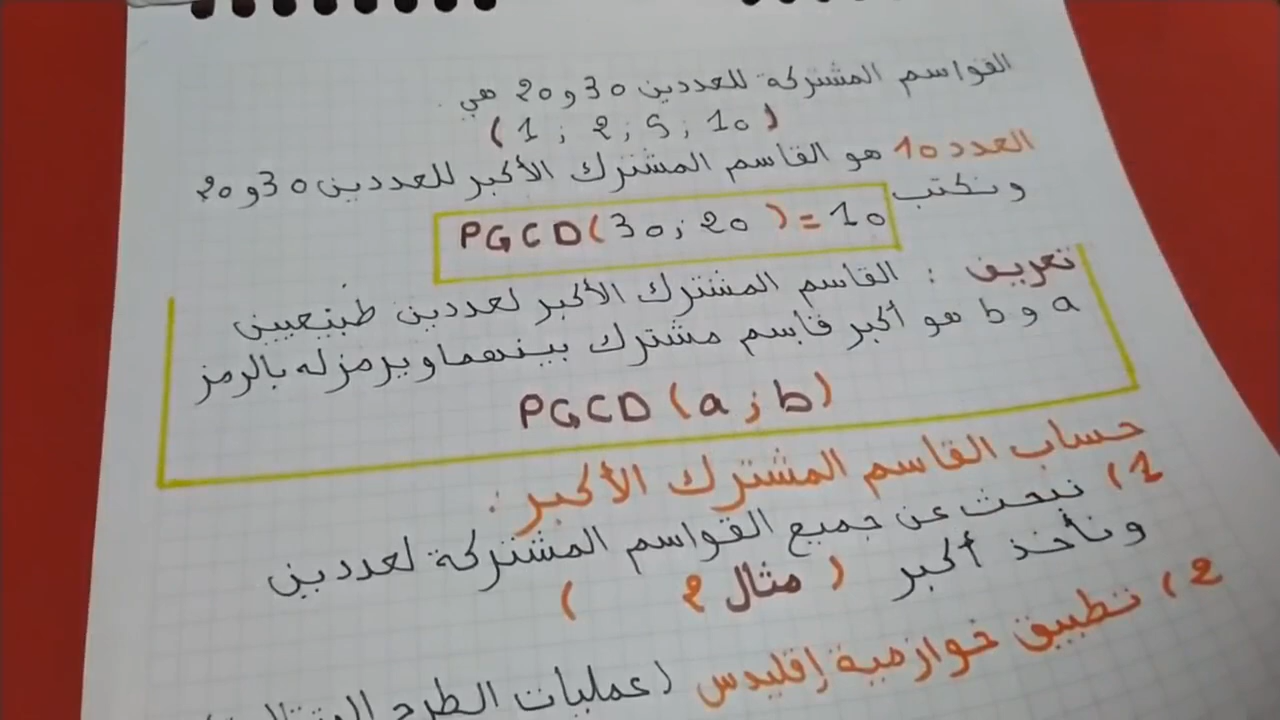 القواسم المشتركة للعددين 30 و 20 هي
(1 ; 2 ; 5 ; 10)
العدد 10 هو القاسم المشترك الأكبر للعددين 30 و 20
ونكتب
PGCD(30;20)=10
تعريف : القاسم المشترك الأكبر لعددين طبيعيين
a و b هو أكبر قاسم مشترك بينهما ويرمز له بالرمز
PGCD(a;b)
حساب القاسم المشترك الأكبر :
1) نبحث عن جميع القواسم المشتركة لعددين
ونأخذ أكبر (مثال 2)
2) تطبيق خوارزمية إقليدس (عمليات الطرح